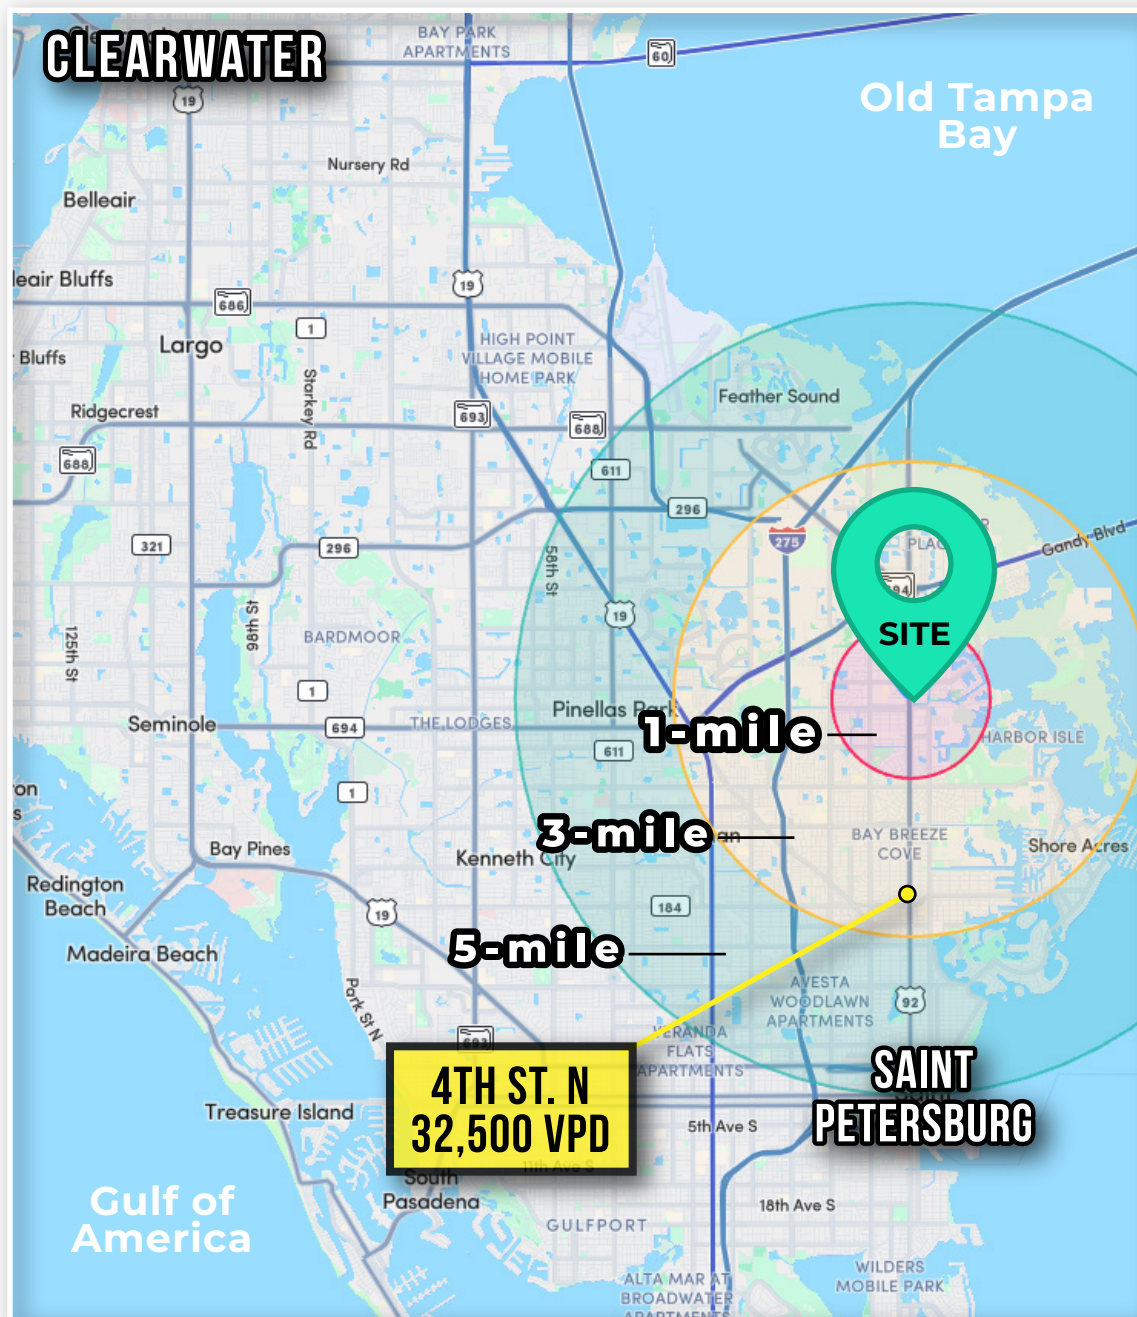 CLEARWATER
BAY PARK
APARTMENTS
60
Old Tampa
Bay
19
Nursery Rd
Belleair
leair Bluffs
19
686
1
HIGH POINT
VILLAGE MOBILE
HOME PARK
Largo
Bluffs
Starkey Rd
Feather Sound
Ridgecrest
693
688
688
611
296
321
296
275
Gandy Blvd
58th St
19
SITE
98th St
125th St
BARDMOOR
1
Pinellas Park
Seminole
694
THE LODGES
1-mile
HARBOR ISLE
611
1
3-mile
BAY BREEZE
COVE
Shore Acres
Bay Pines
Kenneth City
Redington
Beach
184
19
5-mile
Madeira Beach
AVESTA
WOODLAWN
APARTMENTS
92
Park St N
693
VERANDA
FLATS
APARTMENTS
SAINT
PETERSBURG
4TH ST. N
32,500 VPD
Treasure Island
5th Ave S
11th Ave S
South
Pasadena
18th Ave S
Gulf of
America
GULFPORT
WILDERS
MOBILE PARK
ALTA MAR AT
BROADWATER
APARTMENTS